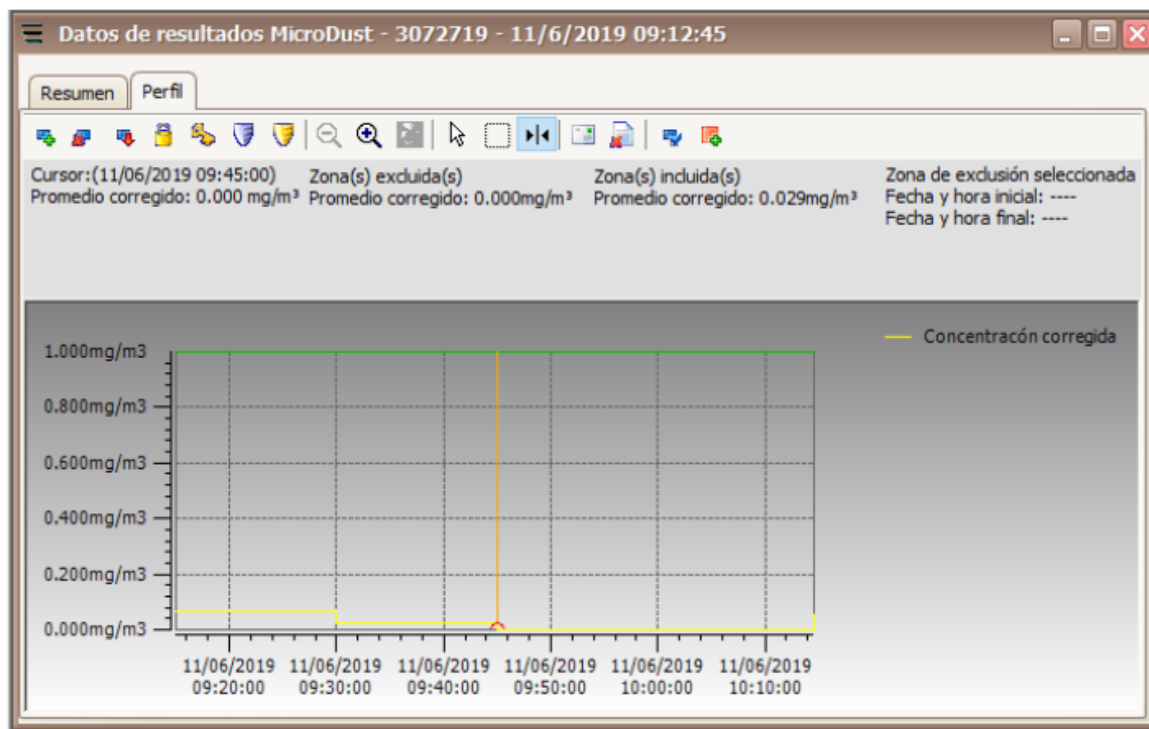 Datos de resultados MicroDust - 3072719 - 11/6/2019 09:12:45
Resumen
Perfil
Cursor:(11/06/2019 09:45:00)
Promedio corregido: 0.000 mg/m³
Zona(s) excluida(s)
Promedio corregido: 0.000mg/m³
Zona(s) incluida(s)
Promedio corregido: 0.029mg/m³
Zona de exclusión seleccionada
Fecha y hora inicial: ----
Fecha y hora final: ----
Concentracón corregida
1.000mg/m3
0.800mg/m3
0.600mg/m3
0.400mg/m3
0.200mg/m3
0.000mg/m3
11/06/2019
09:20:00
11/06/2019
09:30:00
11/06/2019
09:40:00
11/06/2019
09:50:00
11/06/2019
10:00:00
11/06/2019
10:10:00